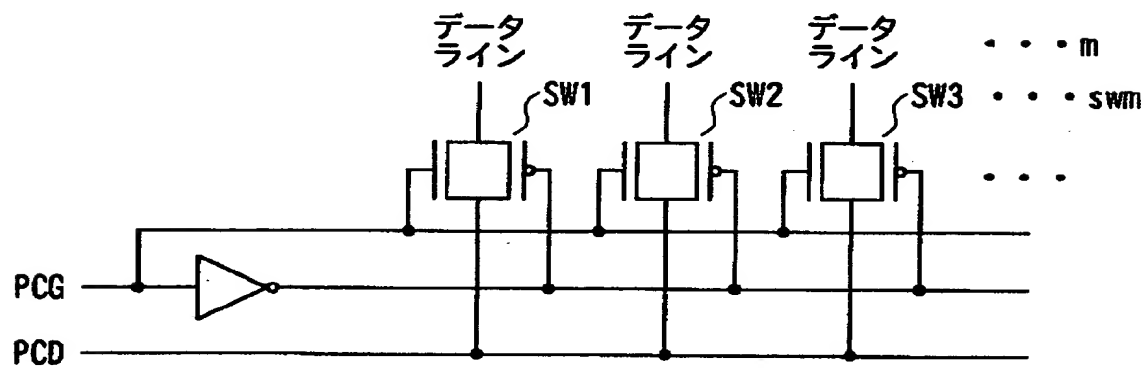 データ
ライン
データ
ライン
データ
ライン
・・・m
SW1
SW2
SW3
・・・swm
・・・
PCG
PCD